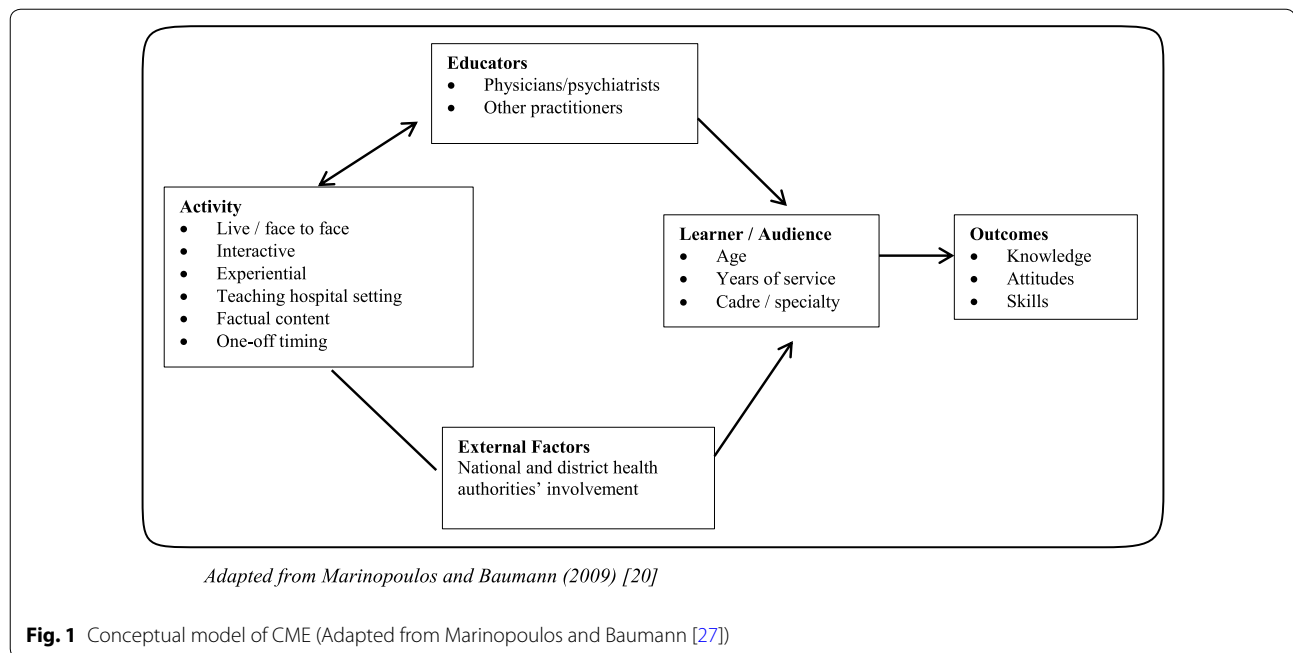 Educators
• Physicians/psychiatrists
• Other practitioners
Activity
• Live / face to face
• Interactive
• Experiential
• Teaching hospital setting
• Factual content
• One-off timing
Learner / Audience
• Age
• Years of service
• Cadre / specialty
Outcomes
• Knowledge
• Attitudes
• Skills
External Factors
National and district health
authorities’ involvement
Adapted from Marinopoulos and Baumann (2009) [20]
Fig. 1 Conceptual model of CME (Adapted from Marinopoulos and Baumann [27])